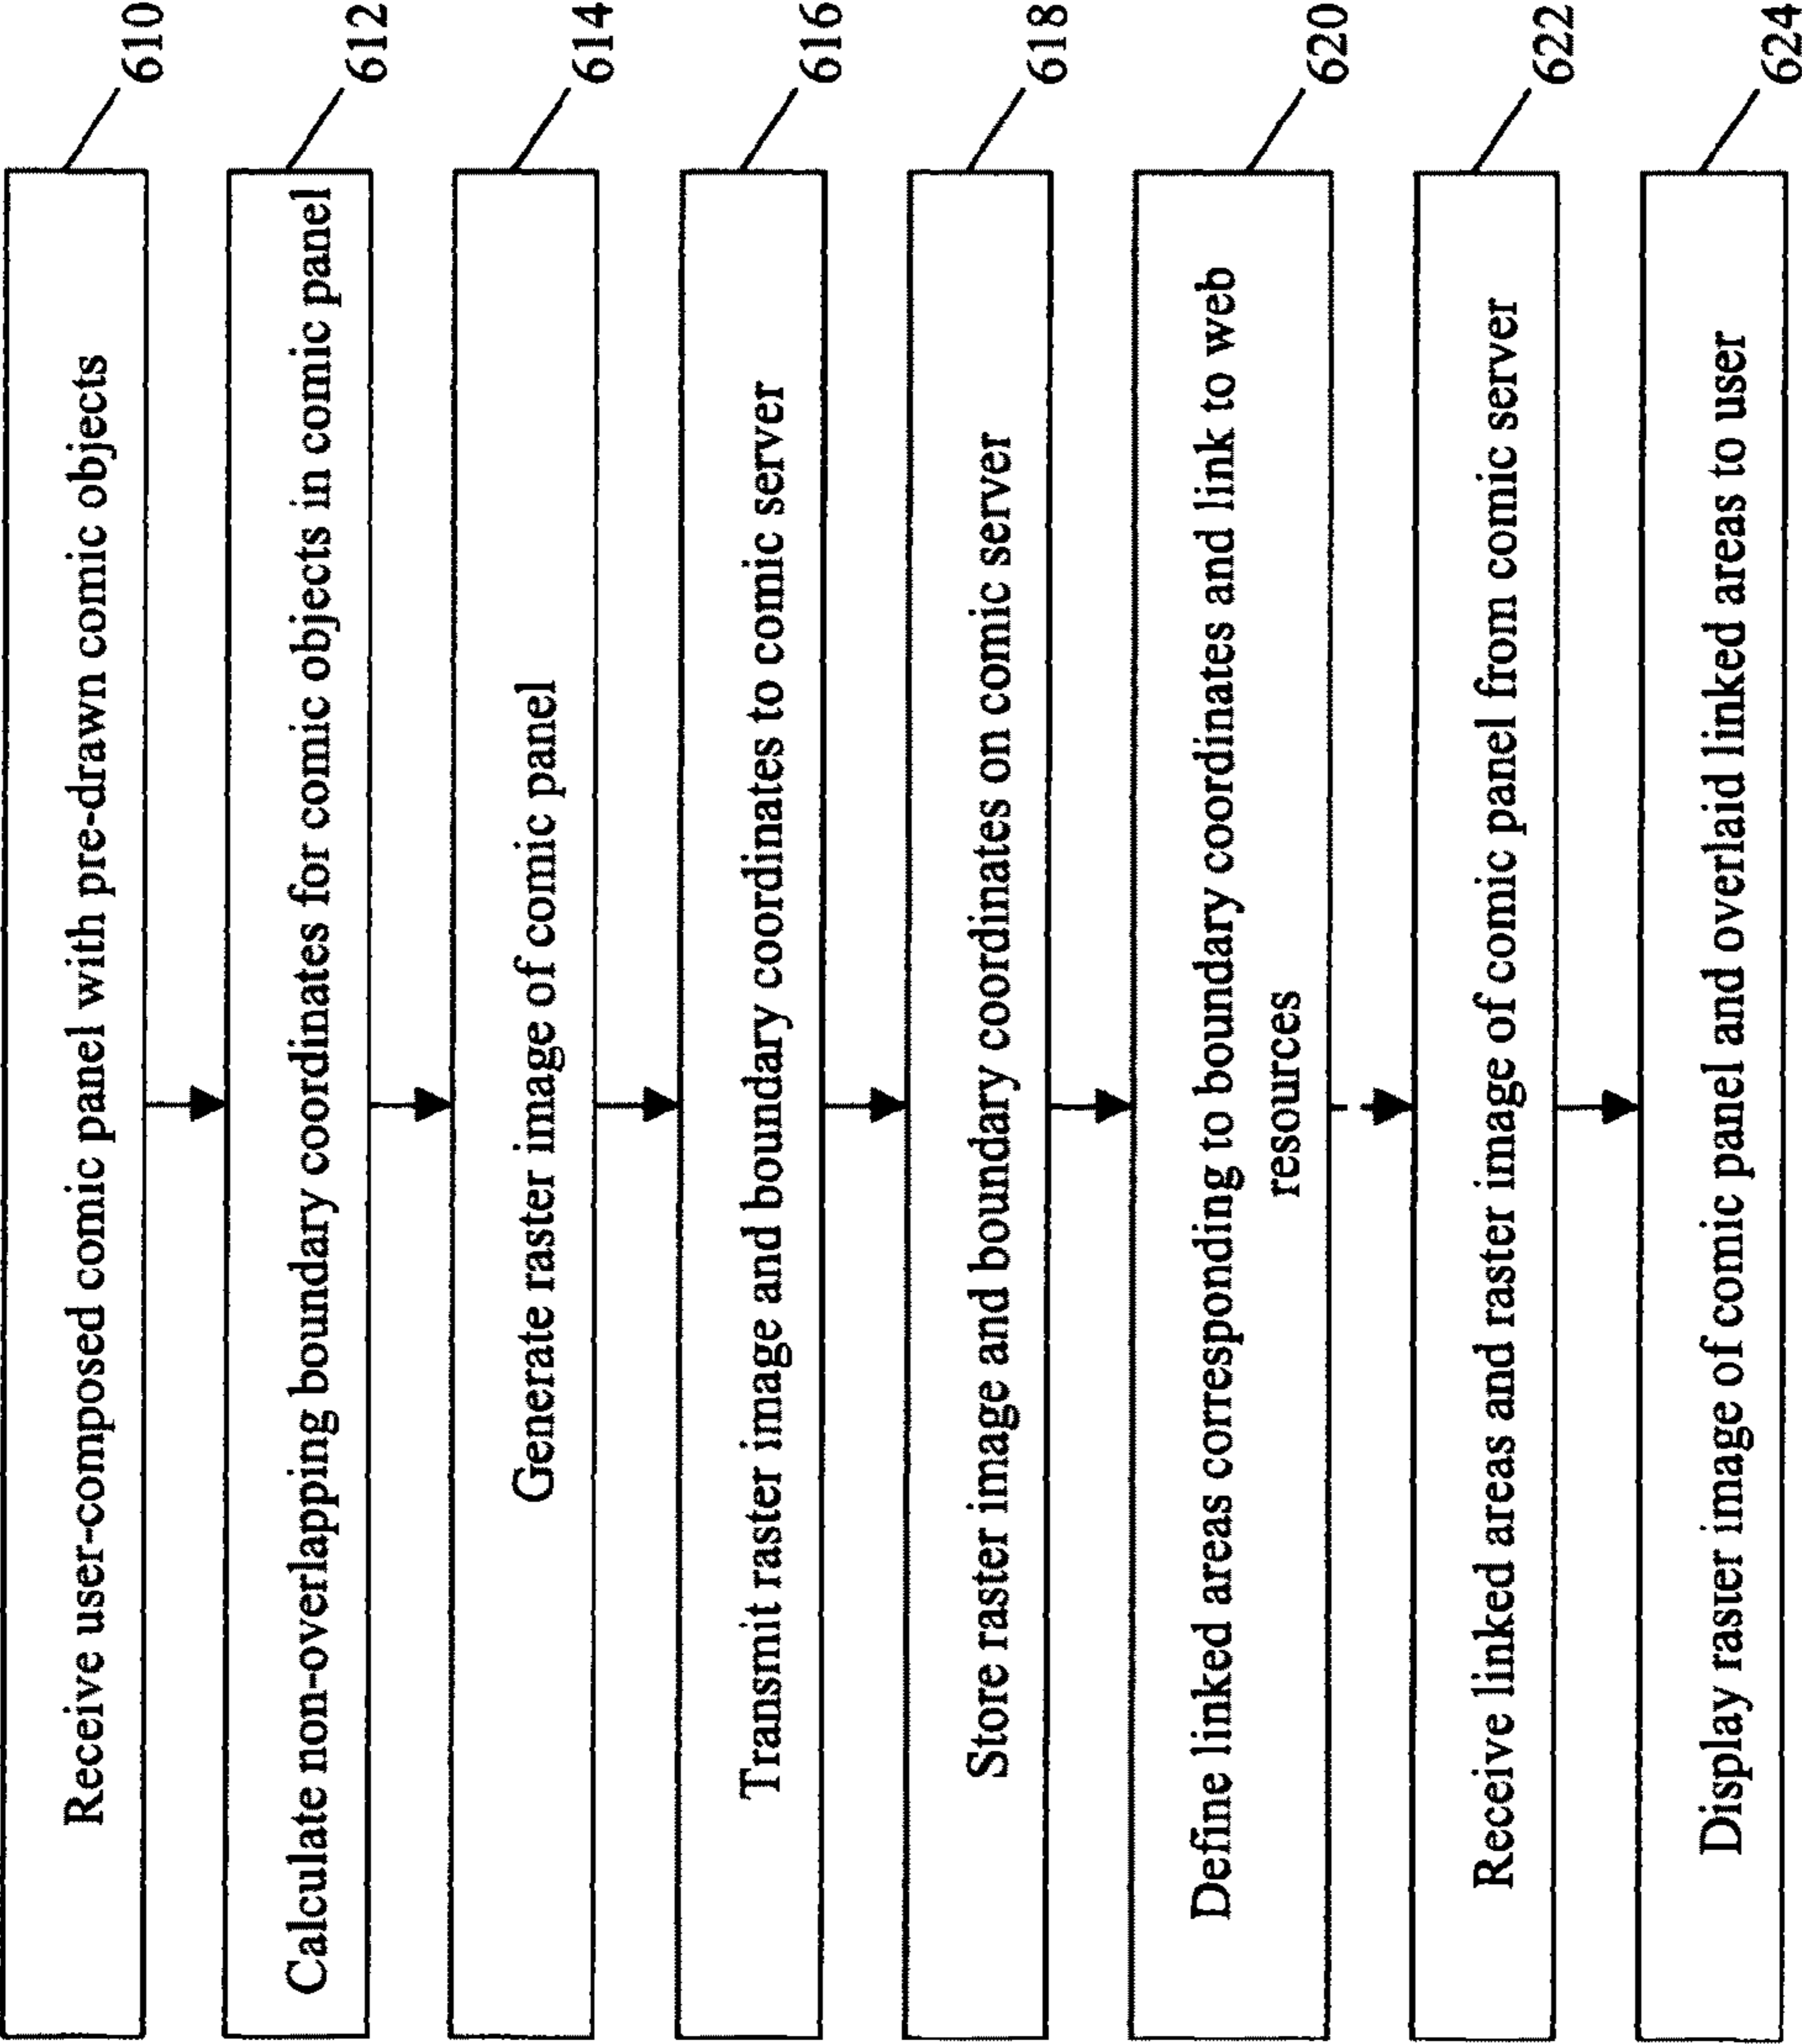 Receive user-composed comic panel with pre-drawn comic objects
610
Calculate non-overlapping boundary coordinates for comic objects in comic panel
612
Generate raster image of comic panel
614
Transmit raster image and boundary coordinates to comic server
616
Store raster image and boundary coordinates on comic server
618
Define linked areas corresponding to boundary coordinates and link to web
resources
620
Receive linked areas and raster image of comic panel from comic server
622
Display raster image of comic panel and overlaid linked areas to user
624